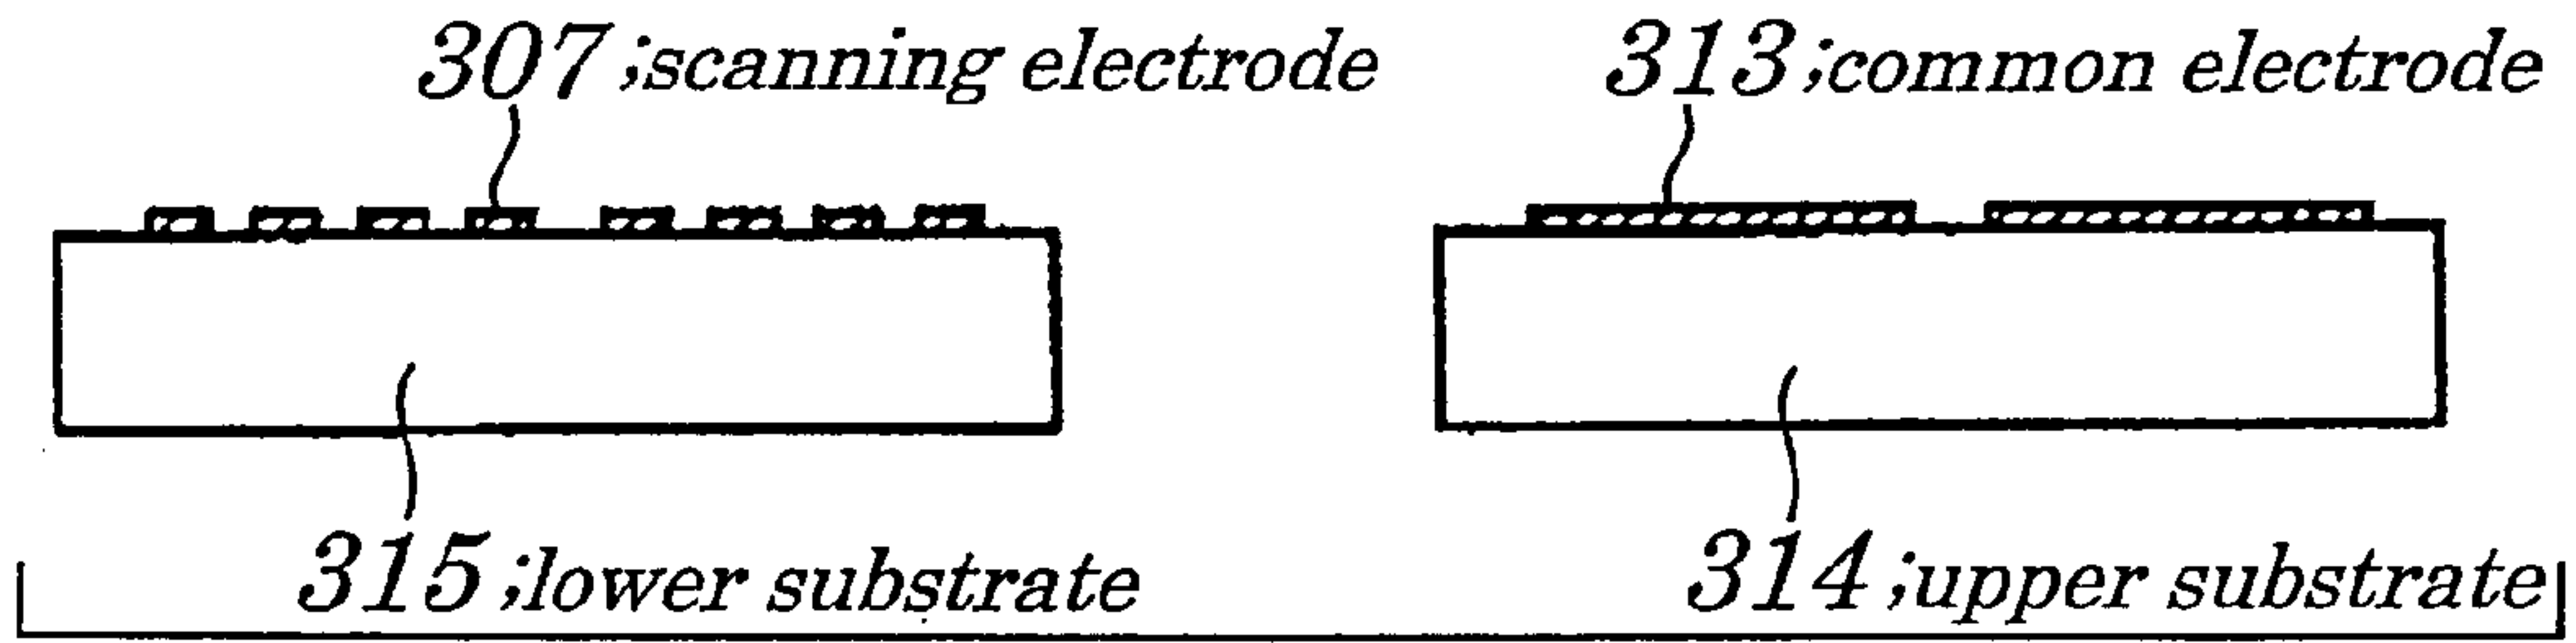 307;scanning electrode 313;common electrode
315;lower substrate 314;upper substrate